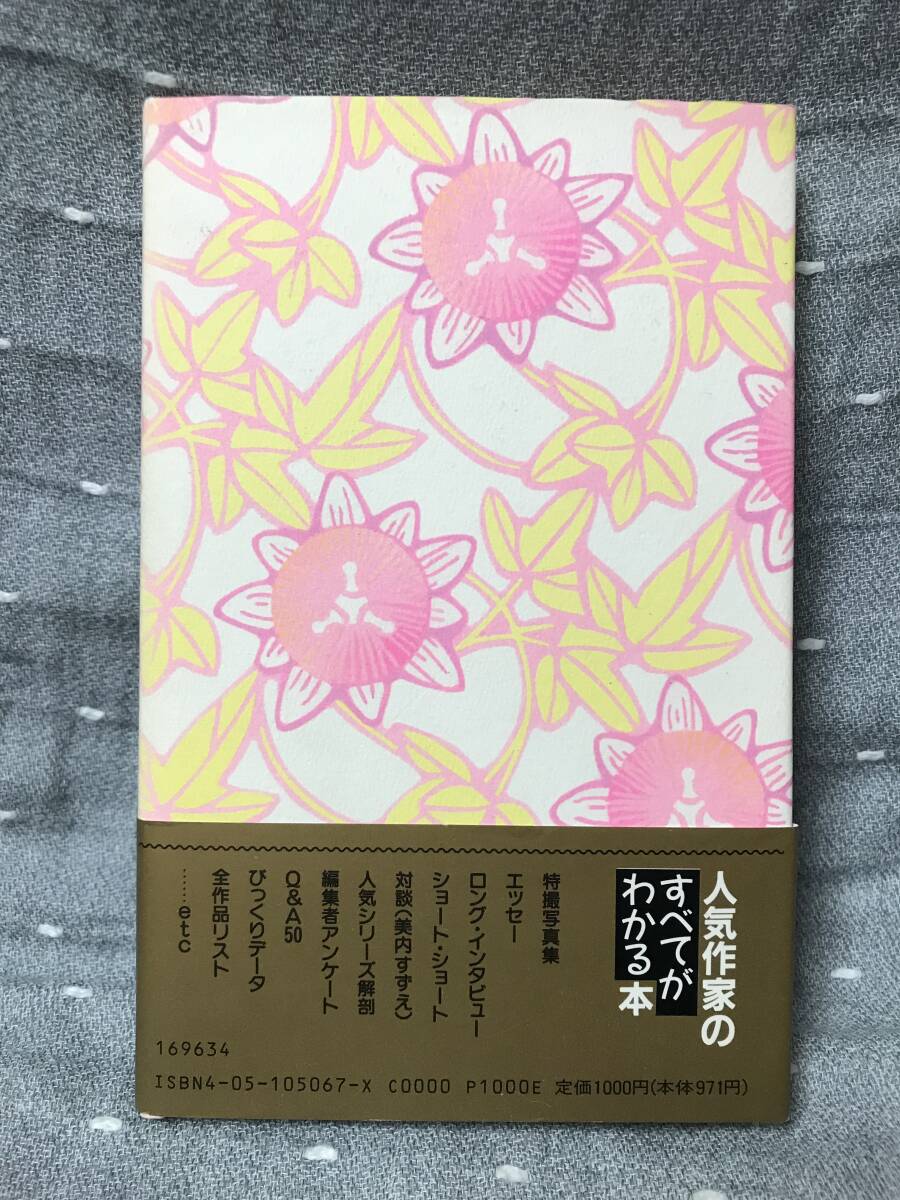 人気作家の
すべてが
わかる本
特撮写真集
エッセー
ロング・インタビュー
ショート・ショート
対談(美内すずえ)
人気シリーズ解剖
編集者アンケート
Q&A50
びっくりデータ
全作品リスト
……etc
169634
ISBN4-05-105067-X C0000 P1000E 定価1000円(本体971円)